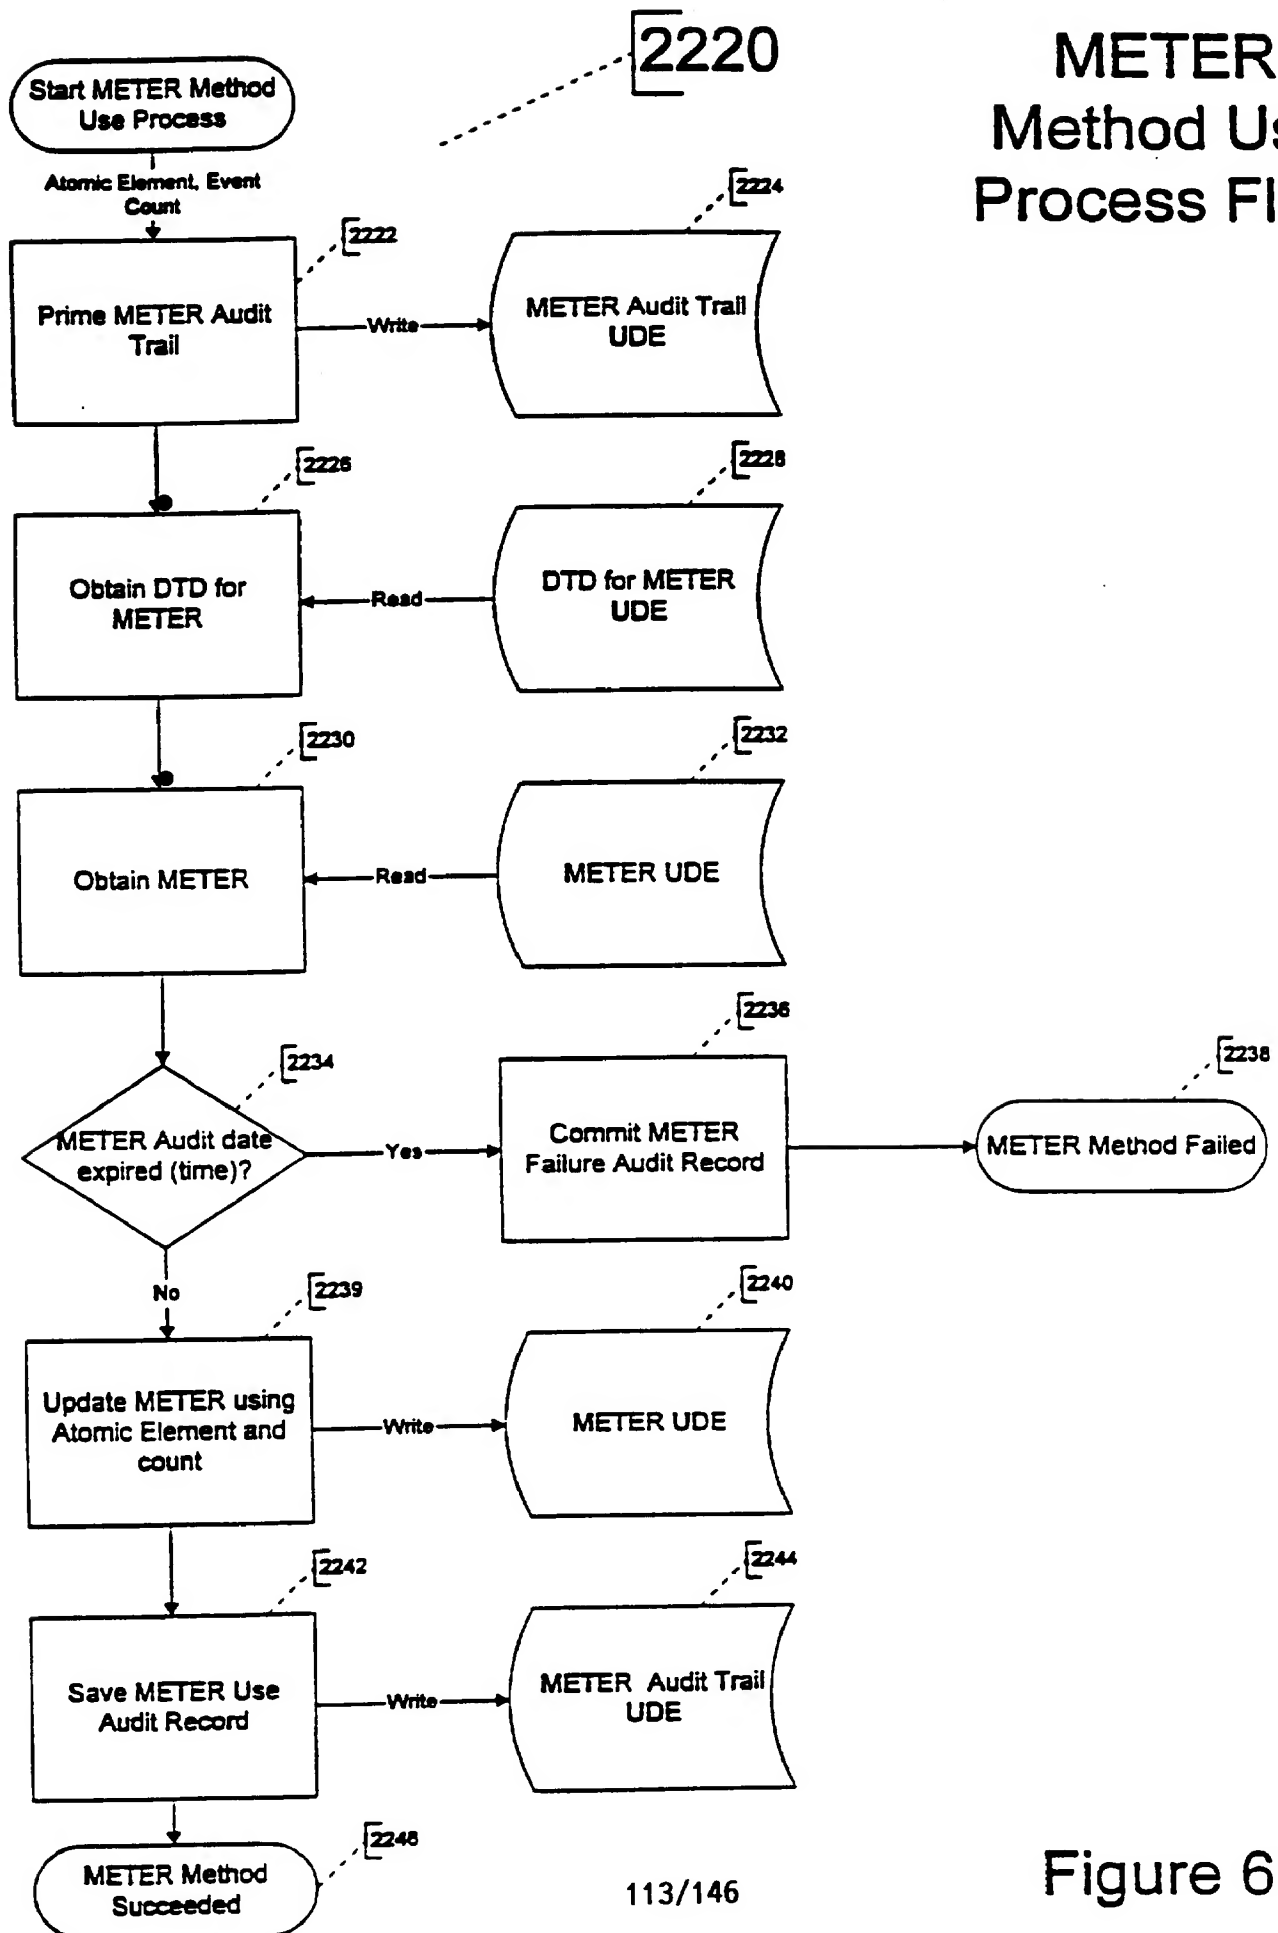 2220
METER
Method Us
Process Fl
Start METER Method
Use Process
Atomic Element, Event
Count
2222
2224
Prime METER Audit
Trail
Write
METER Audit Trail
UDE
2226
2228
Obtain DTD for
METER
Read
DTD for METER
UDE
2230
2232
Obtain METER
Read
METER UDE
2234
2236
2238
METER Audit date
expired (time)?
Yes
Commit METER
Failure Audit Record
METER Method Failed
No
2239
2240
Update METER using
Atomic Element and
count
Write
METER UDE
2242
2244
Save METER Use
Audit Record
Write
METER Audit Trail
UDE
2246
METER Method
Succeeded
113/146
Figure 6